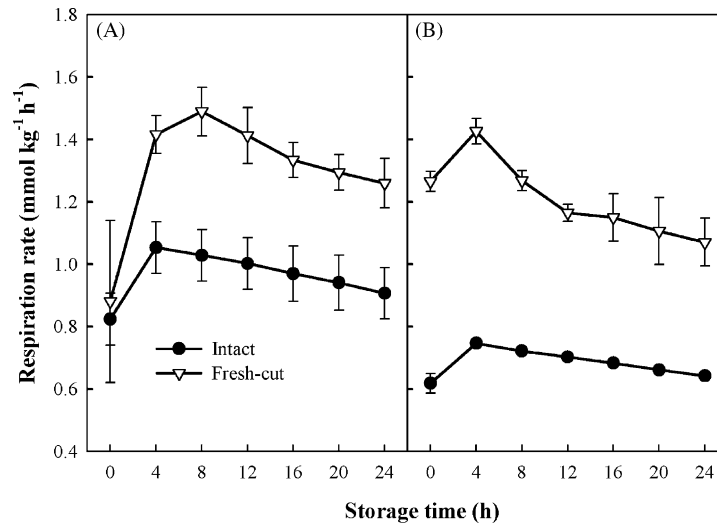 (A)
(B)
1.8
1.6
1.4
1.2
1.0
0.8
0.6
0.4
Respiration rate (mmol kg⁻¹ h⁻¹)
Intact
Fresh-cut
0 4 8 12 16 20 24
0 4 8 12 16 20 24
Storage time (h)